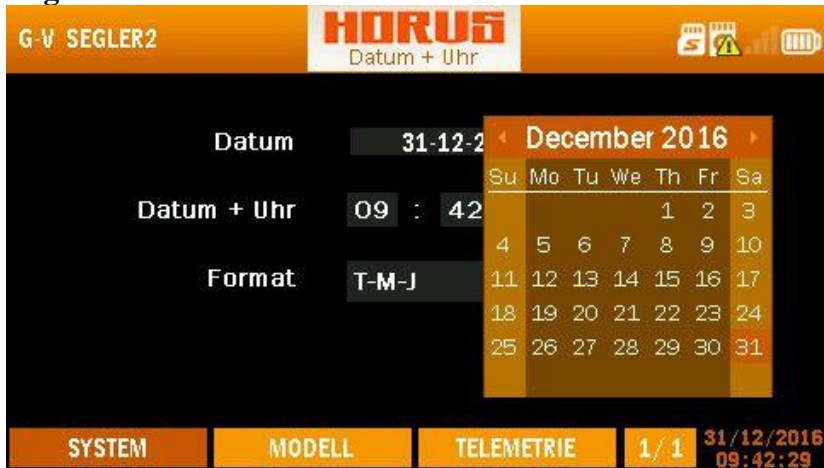 G-V SEGLER2
HORUS
Datum + Uhr
Datum 31-12-2
Datum + Uhr 09 : 42
Format T-M-J
December 2016
Su Mo Tu We Th Fr Sa
1 2 3
4 5 6 7 8 9 10
11 12 13 14 15 16 17
18 19 20 21 22 23 24
25 26 27 28 29 30 31
SYSTEM MODELL TELEMETRIE 1/1 31/12/2016
09:42:29